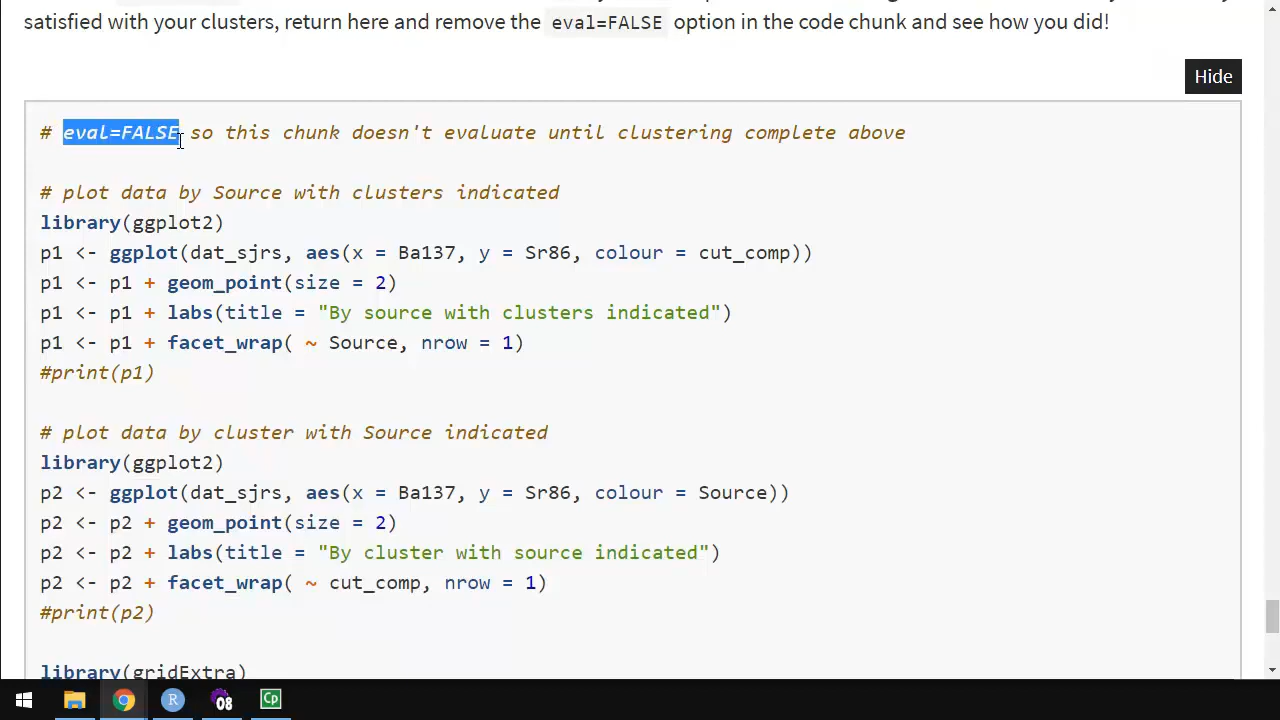 satisfied with your clusters, return here and remove the eval=FALSE option in the code chunk and see how you did!
Hide
# eval=FALSE so this chunk doesn't evaluate until clustering complete above
# plot data by Source with clusters indicated
library(ggplot2)
p1 <- ggplot(dat_sjrs, aes(x = Ba137, y = Sr86, colour = cut_comp))
p1 <- p1 + geom_point(size = 2)
p1 <- p1 + labs(title = "By source with clusters indicated")
p1 <- p1 + facet_wrap( ~ Source, nrow = 1)
#print(p1)
# plot data by cluster with Source indicated
library(ggplot2)
p2 <- ggplot(dat_sjrs, aes(x = Ba137, y = Sr86, colour = Source))
p2 <- p2 + geom_point(size = 2)
p2 <- p2 + labs(title = "By cluster with source indicated")
p2 <- p2 + facet_wrap( ~ cut_comp, nrow = 1)
#print(p2)
library(gridExtra)
R
08
Cp